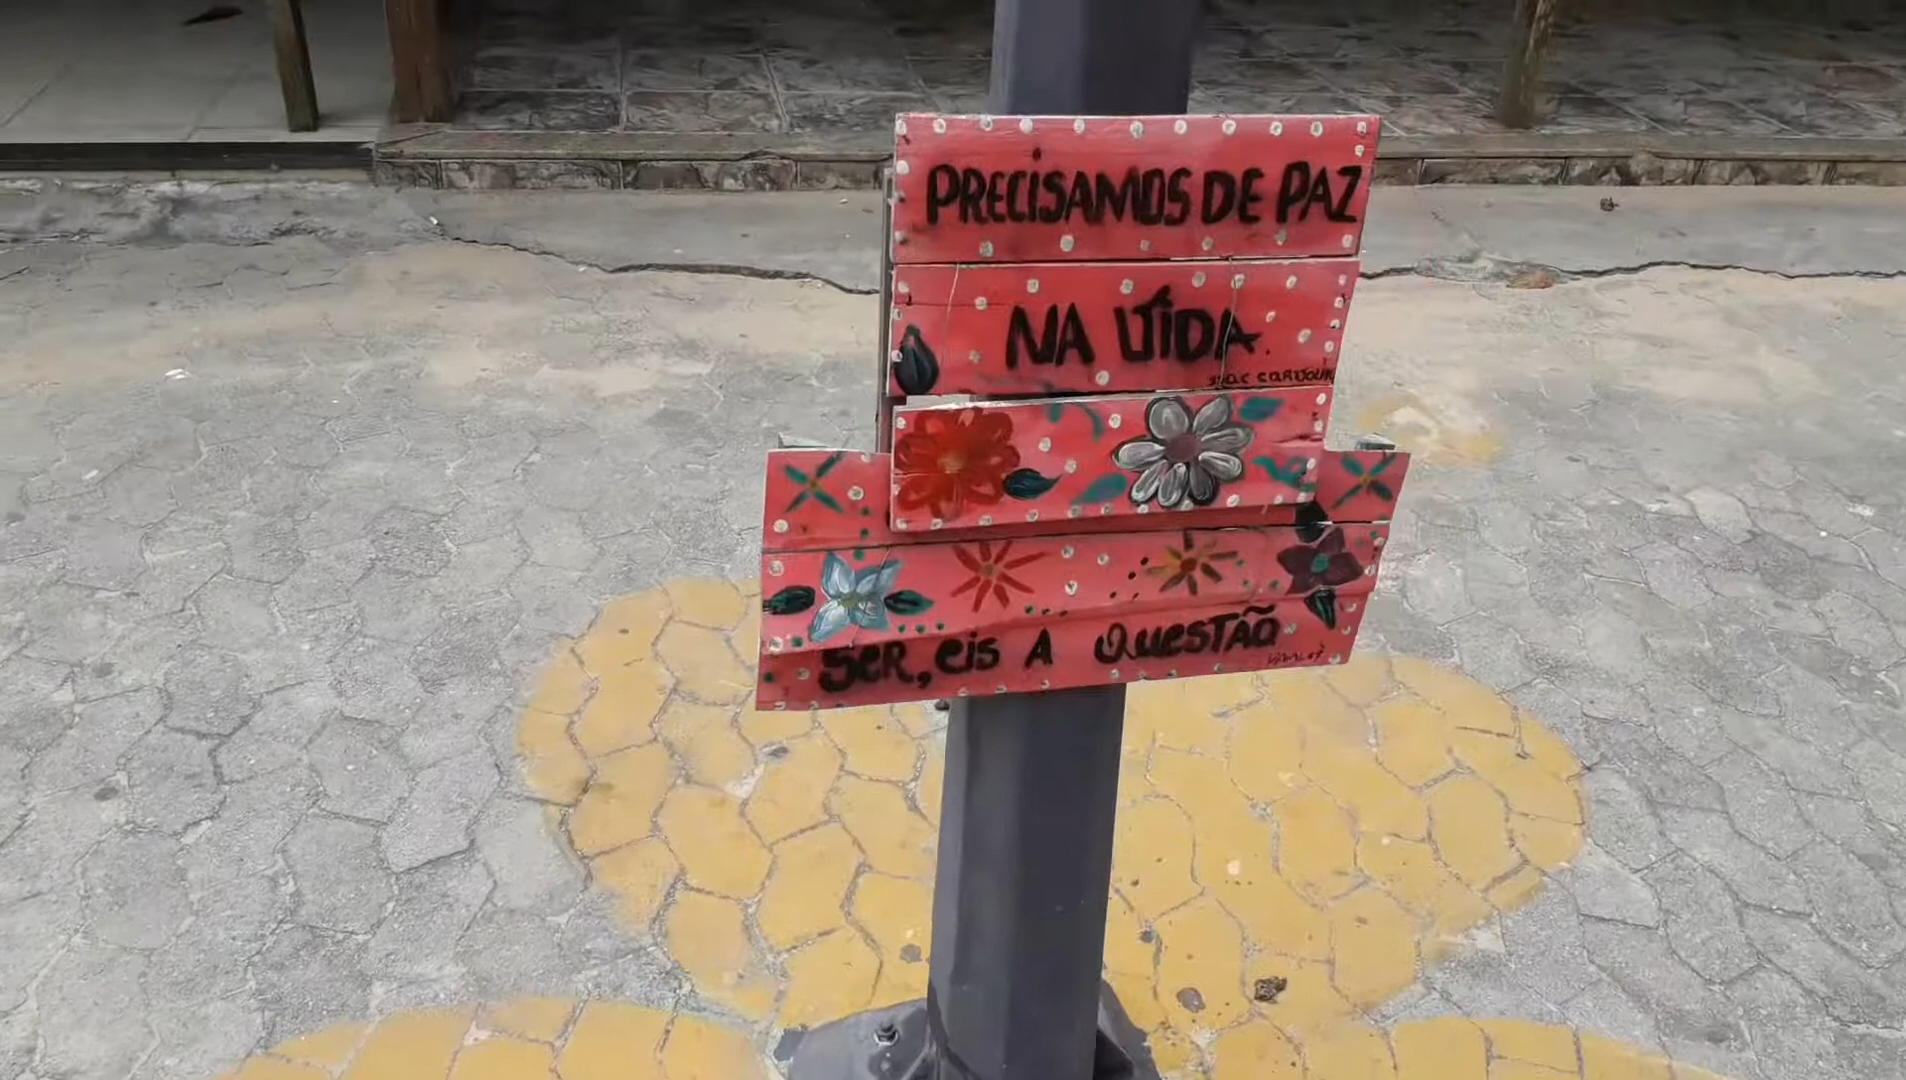 PRECISAMOS DE PAZ
NA VIDA.
SER, eis A QUESTÃO